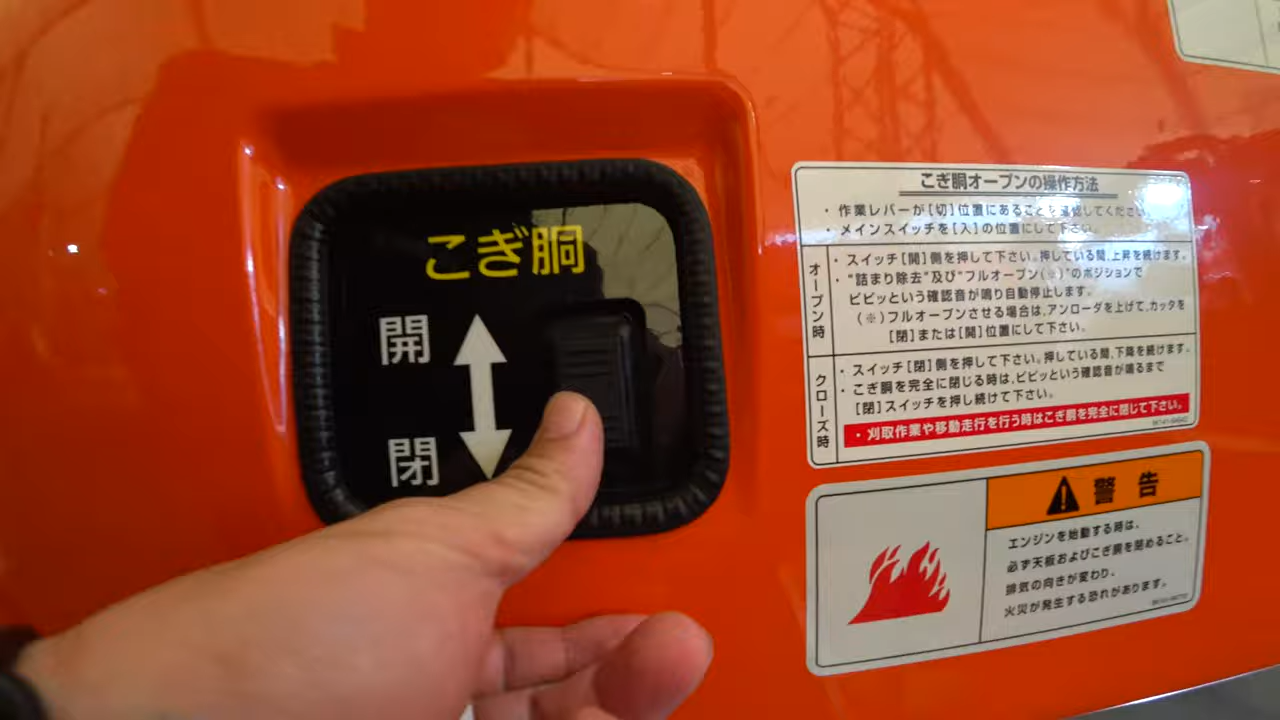 こぎ胴
開
閉
こぎ胴オープンの操作方法
・作業レバーが[切]位置にあることを確認してください。
・メインスイッチを[入]の位置にして下さい。
オープン時
・スイッチ[開]側を押して下さい。押している間、上昇を続けます。
・"詰まり除去"及び"フルオープン(※)"のポジションで
ピピッという確認音が鳴り自動停止します。
(※)フルオープンさせる場合は、アンローダを上げて、カッタを
[閉]または[開]位置にして下さい。
クローズ時
・スイッチ[閉]側を押して下さい。押している間、下降を続けます。
・こぎ胴を完全に閉じる時は、ピピッという確認音が鳴るまで
[閉]スイッチを押し続けて下さい。
・刈取作業や移動走行を行う時はこぎ胴を完全に閉じて下さい。
警告
エンジンを始動する時は、
必ず天板およびこぎ胴を閉めること。
排気の向きが変わり、
火災が発生する恐れがあります。